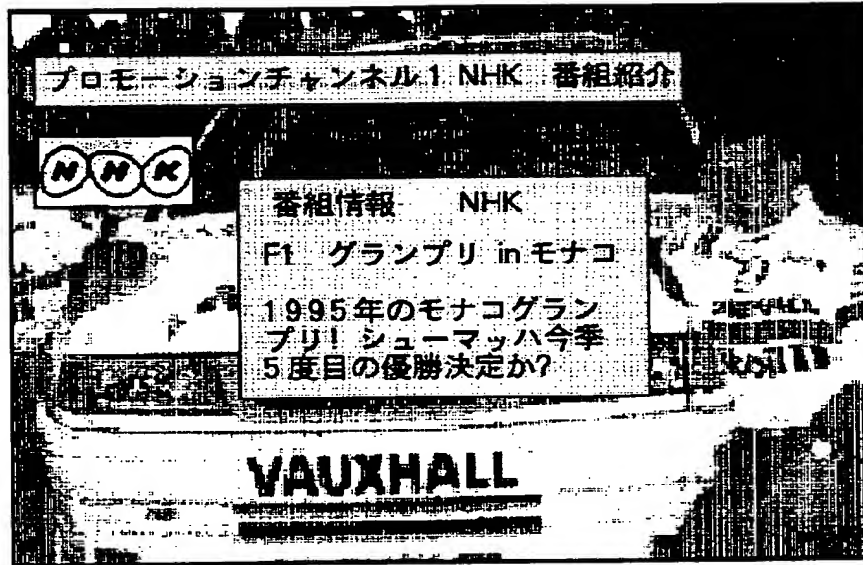 プロモーションチャンネル1 NHK 番組紹介
NHK
番組情報 NHK
F1 グランプリ in モナコ
1995年のモナコグラン
プリ! シューマッハ今季
5度目の優勝決定か?
VAUXHALL